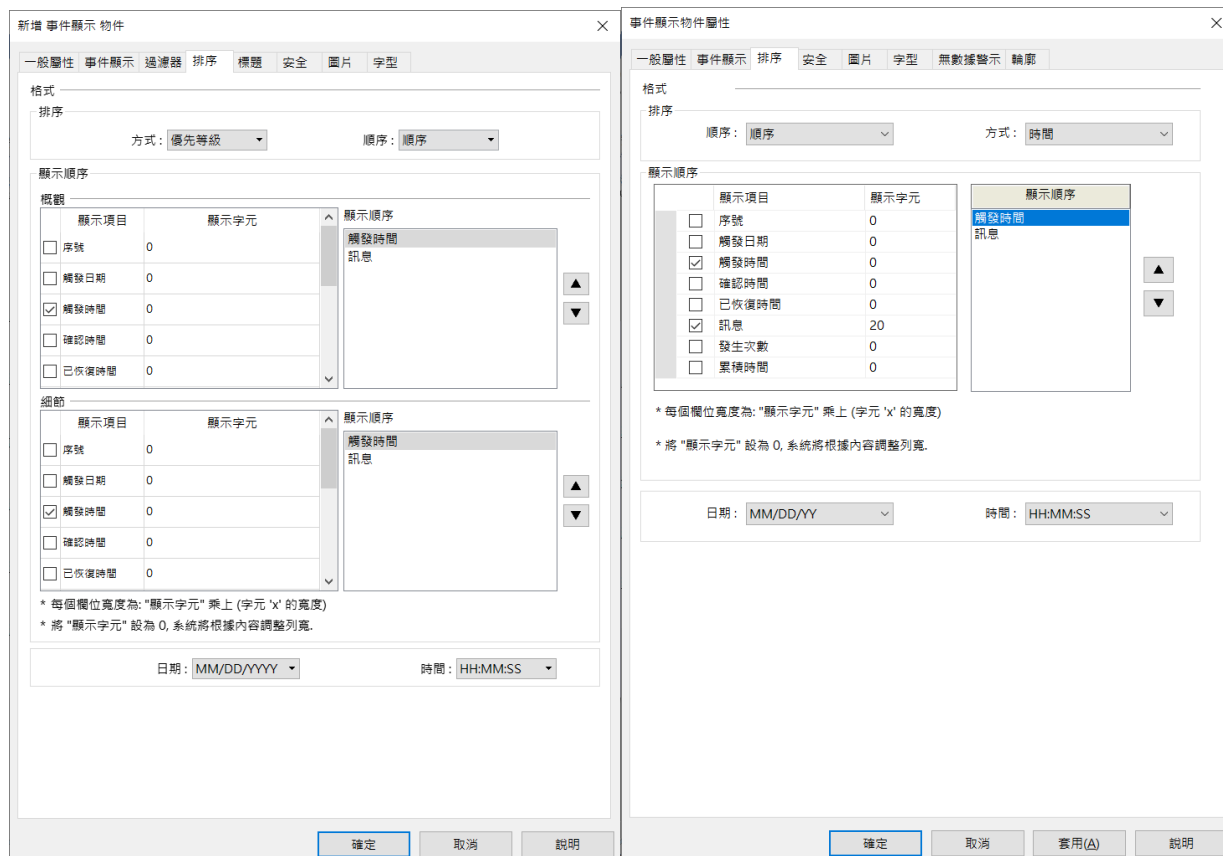 新增 事件顯示 物件
一般屬性 事件顯示 過濾器 排序 標題 安全 圖片 字型
格式
排序
方式 : 優先等級 順序 : 順序
顯示順序
概觀
顯示項目 顯示字元
序號 0
觸發日期 0
觸發時間 0
確認時間 0
已恢復時間 0
顯示順序
觸發時間
訊息
▲
▼
細節
顯示項目 顯示字元
序號 0
觸發日期 0
觸發時間 0
確認時間 0
已恢復時間 0
顯示順序
觸發時間
訊息
▲
▼
* 每個欄位寬度為: "顯示字元" 乘上 (字元 'x' 的寬度)
* 將 "顯示字元" 設為 0, 系統將根據內容調整列寬.
日期 : MM/DD/YYYY 時間 : HH:MM:SS
確定 取消 說明
事件顯示物件屬性
一般屬性 事件顯示 排序 安全 圖片 字型 無數據警示 輪廓
格式
排序
順序 : 順序 方式 : 時間
顯示順序
顯示項目 顯示字元
序號 0
觸發日期 0
觸發時間 0
確認時間 0
已恢復時間 0
訊息 20
發生次數 0
累積時間 0
顯示順序
觸發時間
訊息
▲
▼
* 每個欄位寬度為: "顯示字元" 乘上 (字元 'x' 的寬度)
* 將 "顯示字元" 設為 0, 系統將根據內容調整列寬.
日期 : MM/DD/YY 時間 : HH:MM:SS
確定 取消 套用(A) 說明